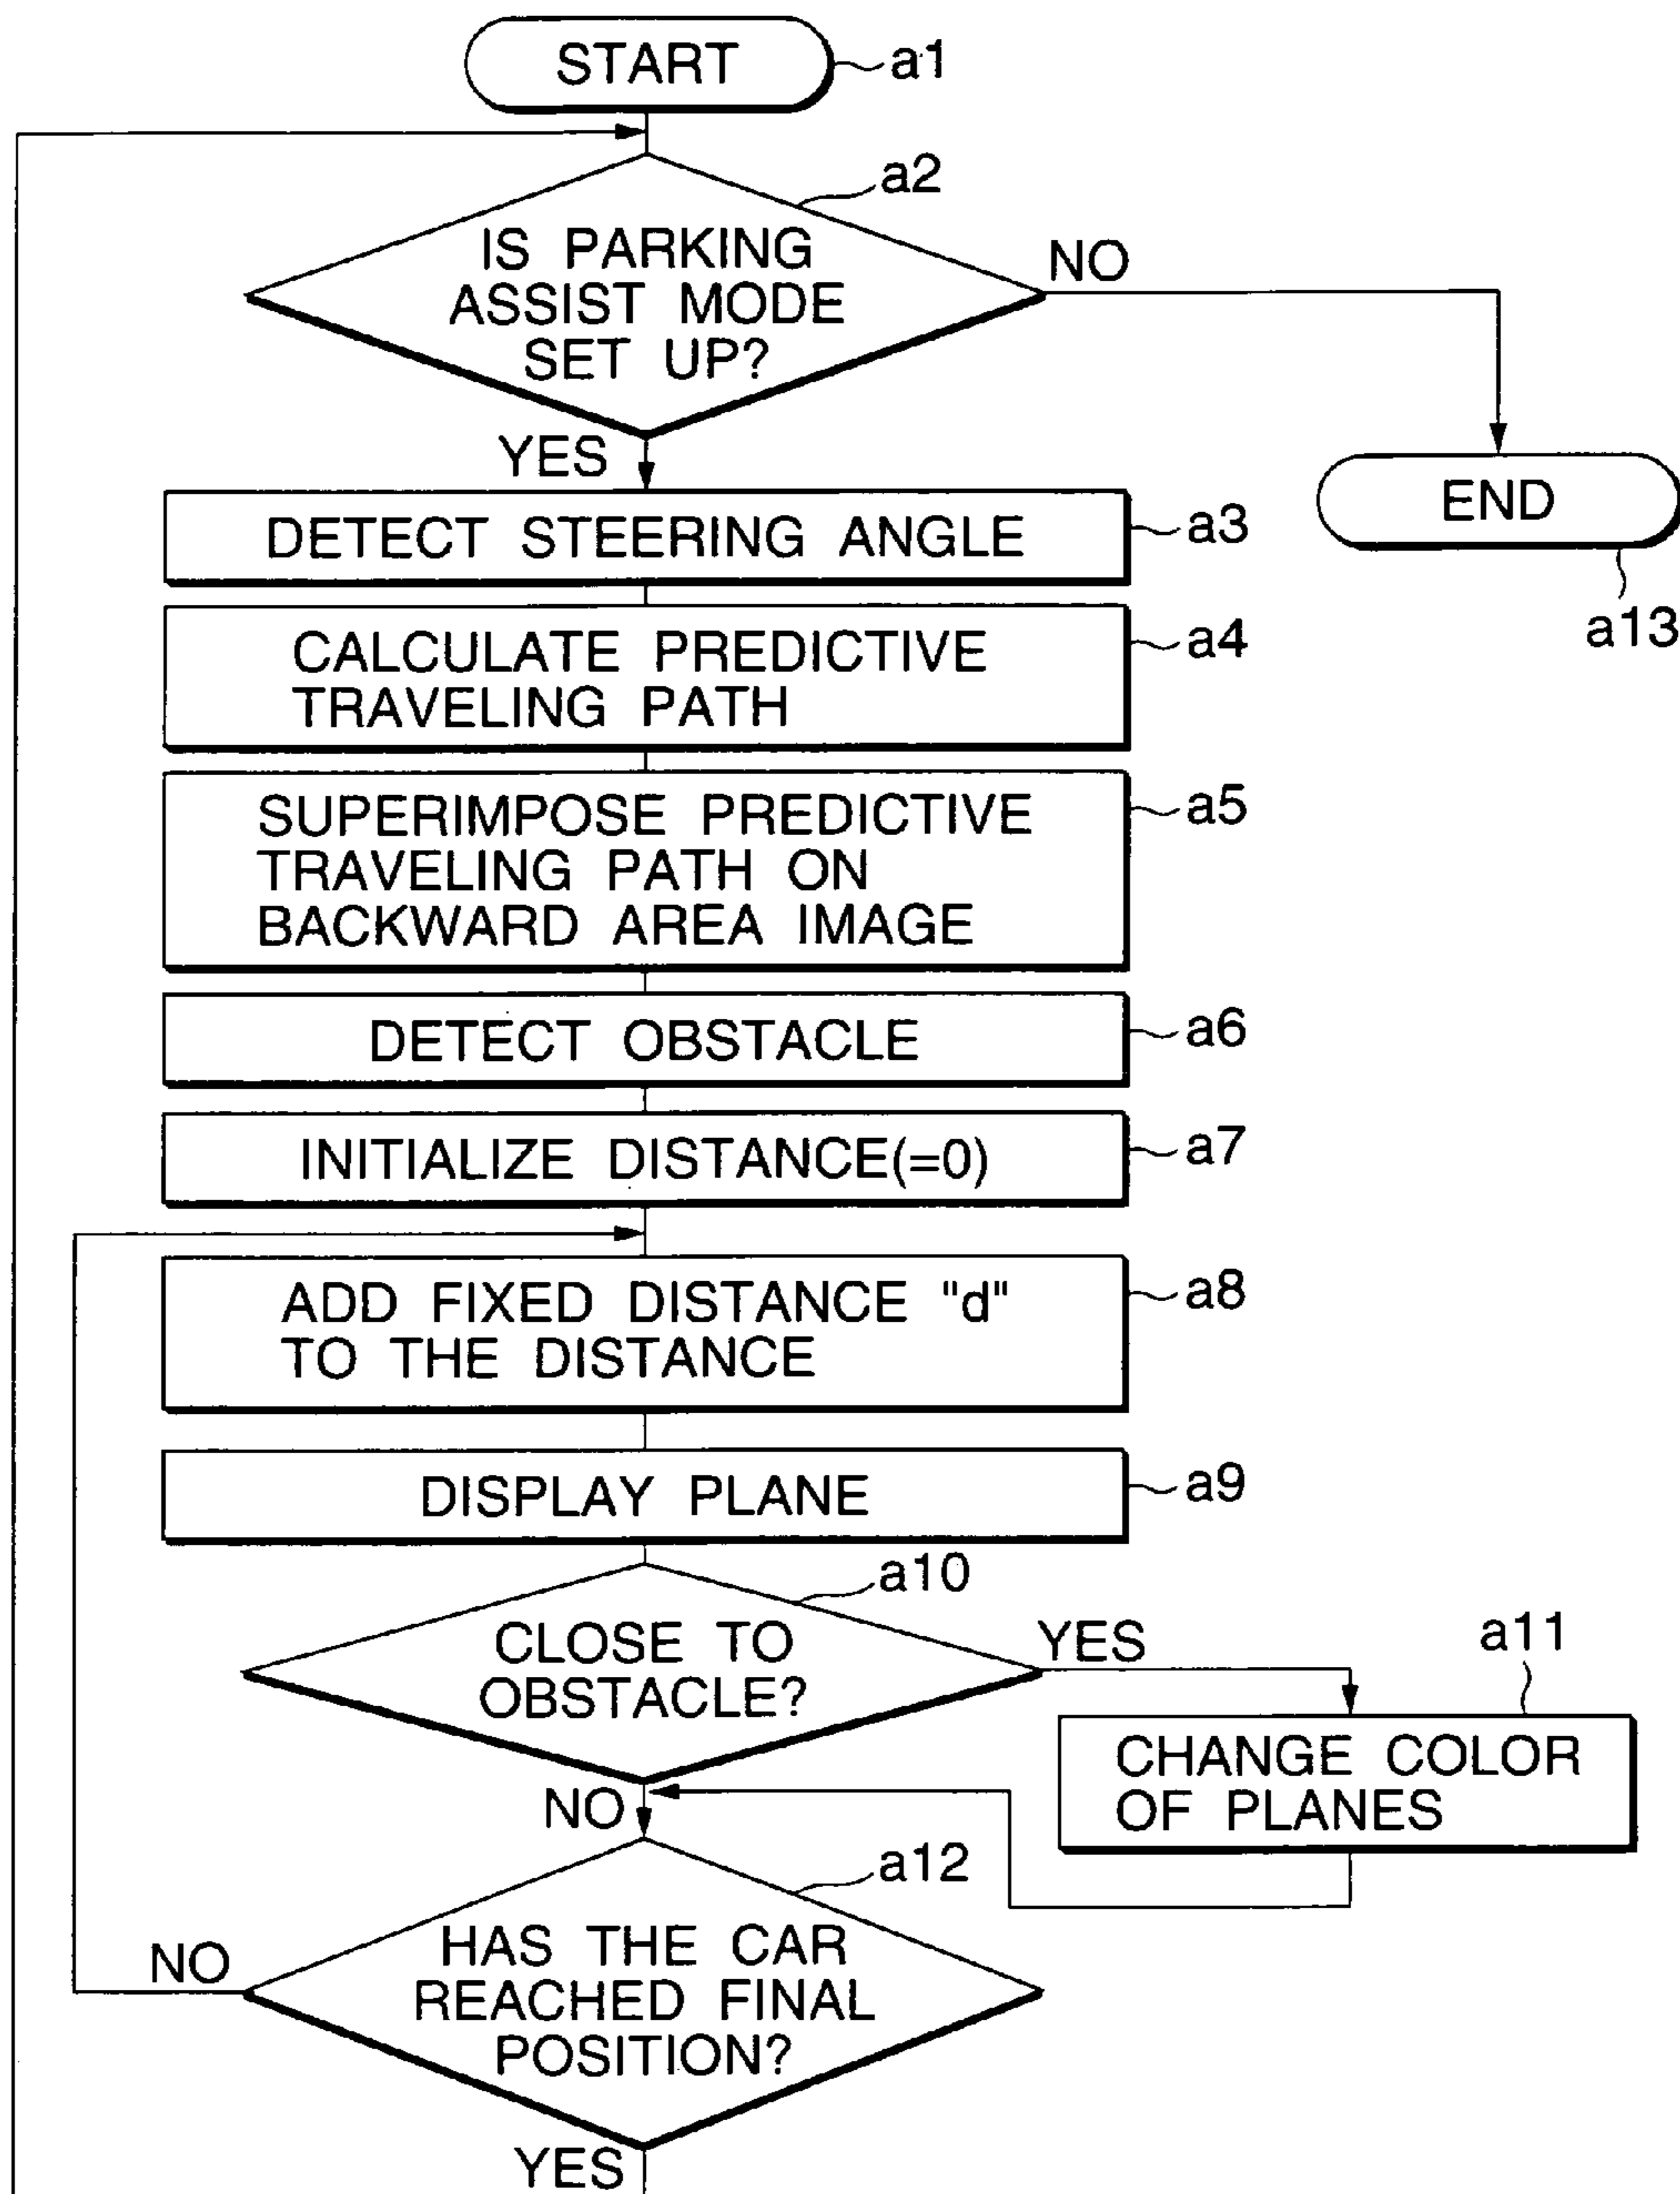 START
a1
a2
IS PARKING
ASSIST MODE
SET UP?
NO
YES
END
a13
DETECT STEERING ANGLE
a3
CALCULATE PREDICTIVE
TRAVELING PATH
a4
SUPERIMPOSE PREDICTIVE
TRAVELING PATH ON
BACKWARD AREA IMAGE
a5
DETECT OBSTACLE
a6
INITIALIZE DISTANCE(=0)
a7
ADD FIXED DISTANCE "d"
TO THE DISTANCE
a8
DISPLAY PLANE
a9
a10
CLOSE TO
OBSTACLE?
YES
a11
CHANGE COLOR
OF PLANES
NO
a12
HAS THE CAR
REACHED FINAL
POSITION?
NO
YES